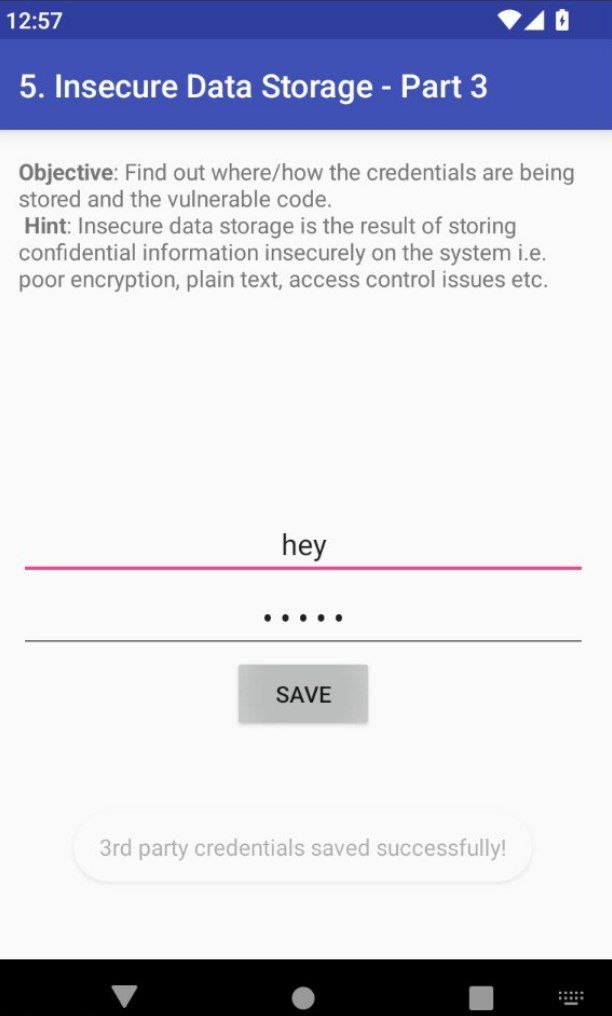 12:57
5. Insecure Data Storage - Part 3
Objective: Find out where/how the credentials are being
stored and the vulnerable code.
Hint: Insecure data storage is the result of storing
confidential information insecurely on the system i.e.
poor encryption, plain text, access control issues etc.
hey
•••••
SAVE
3rd party credentials saved successfully!